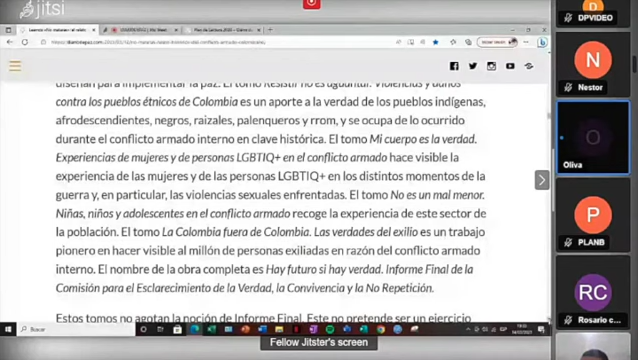 jitsi
diseñan para implementar la paz. El tomo Resistir no es aguantar. Violencias y daños
contra los pueblos étnicos de Colombia es un aporte a la verdad de los pueblos indígenas,
afrodescendientes, negros, raizales, palenqueros y rrom, y se ocupa de lo ocurrido
durante el conflicto armado interno en clave histórica. El tomo Mi cuerpo es la verdad.
Experiencias de mujeres y de personas LGBTIQ+ en el conflicto armado hace visible la
experiencia de las mujeres y de las personas LGBTIQ+ en los distintos momentos de la
guerra y, en particular, las violencias sexuales enfrentadas. El tomo No es un mal menor.
Niñas, niños y adolescentes en el conflicto armado recoge la experiencia de este sector de
la población. El tomo La Colombia fuera de Colombia. Las verdades del exilio es un trabajo
pionero en hacer visible al millón de personas exiliadas en razón del conflicto armado
interno. El nombre de la obra completa es Hay futuro si hay verdad. Informe Final de la
Comisión para el Esclarecimiento de la Verdad, la Convivencia y la No Repetición.
Estos tomos no agotan la noción de Informe Final. Este no pretende ser un ejercicio
Buscar
Fellow Jitster's screen
D
DPVIDEO
N
Nestor
O
Oliva
P
PLANB
RC
Rosario c...